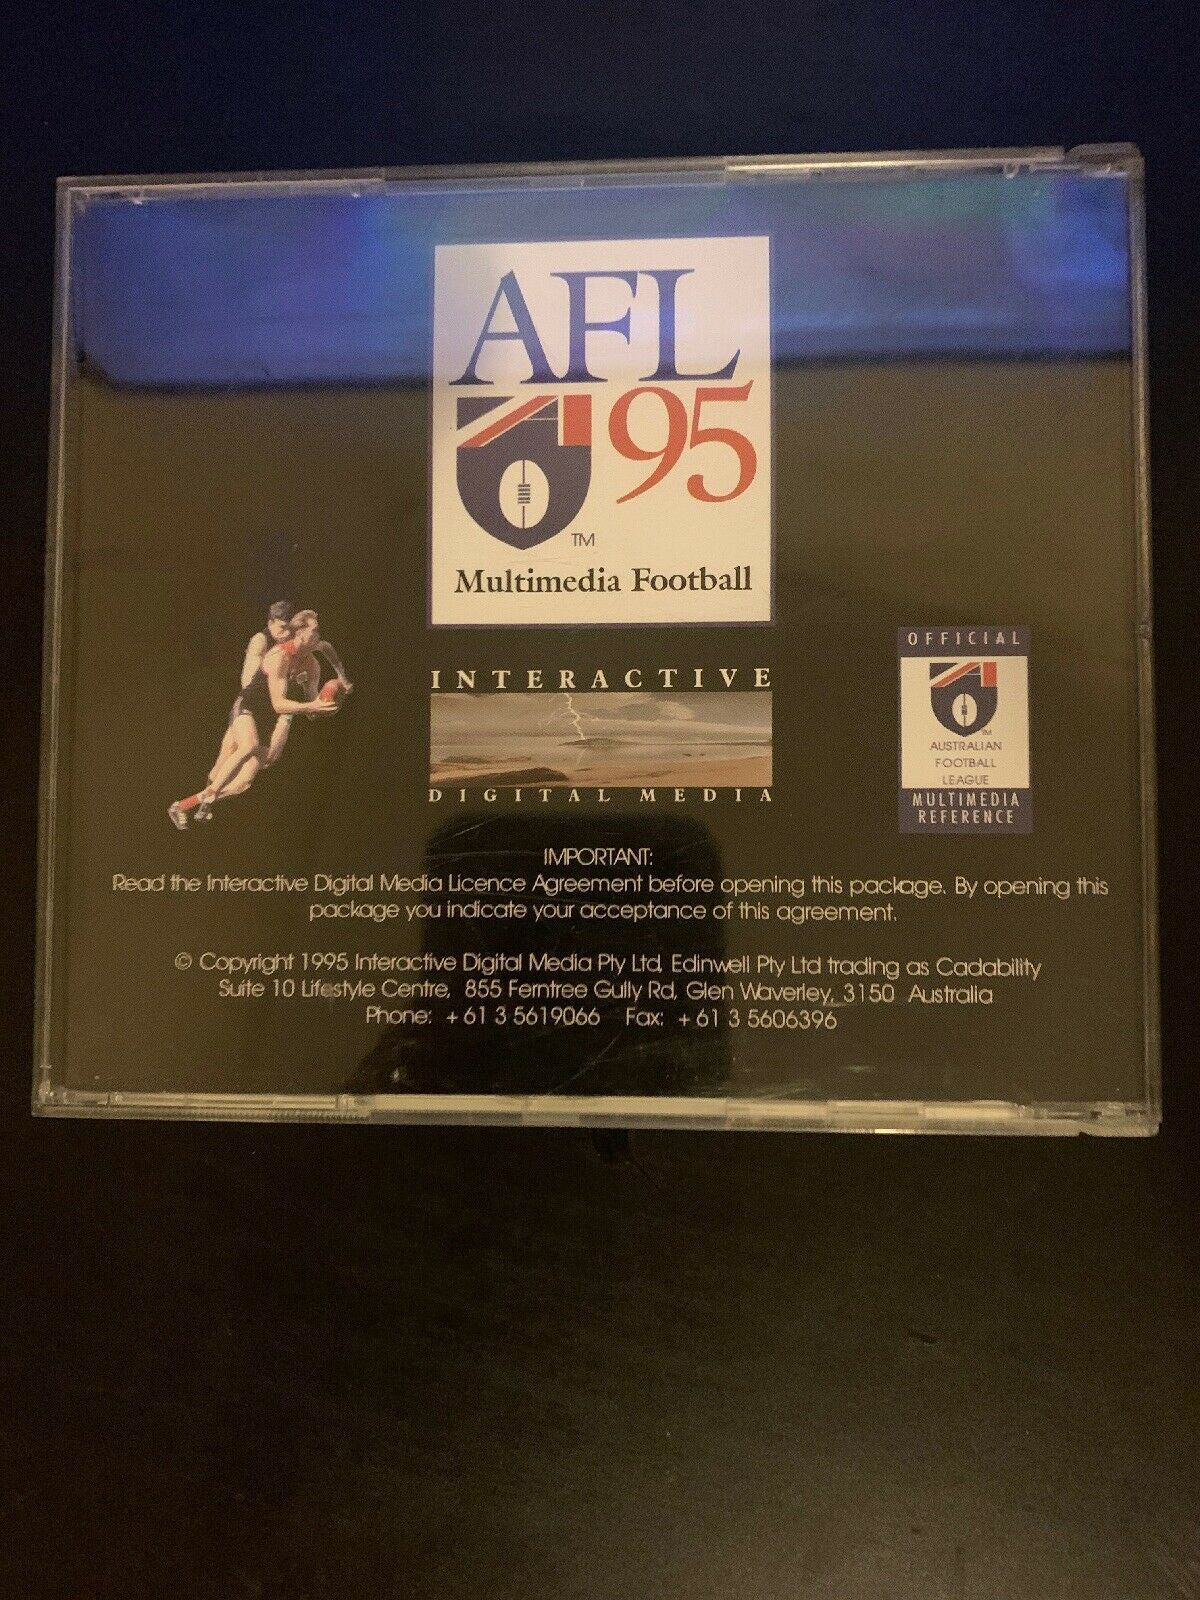 AFL
95
TM
Multimedia Football
INTERACTIVE
DIGITAL MEDIA
OFFICIAL
TM
AUSTRALIAN
FOOTBALL
LEAGUE
MULTIMEDIA
REFERENCE
IMPORTANT:
Read the Interactive Digital Media Licence Agreement before opening this package. By opening this
package you indicate your acceptance of this agreement.
© Copyright 1995 Interactive Digital Media Pty Ltd, Edinwell Pty Ltd trading as Cadability
Suite 10 Lifestyle Centre, 855 Ferntree Gully Rd, Glen Waverley, 3150 Australia
Phone: +61 3 5619066 Fax: +61 3 5606396